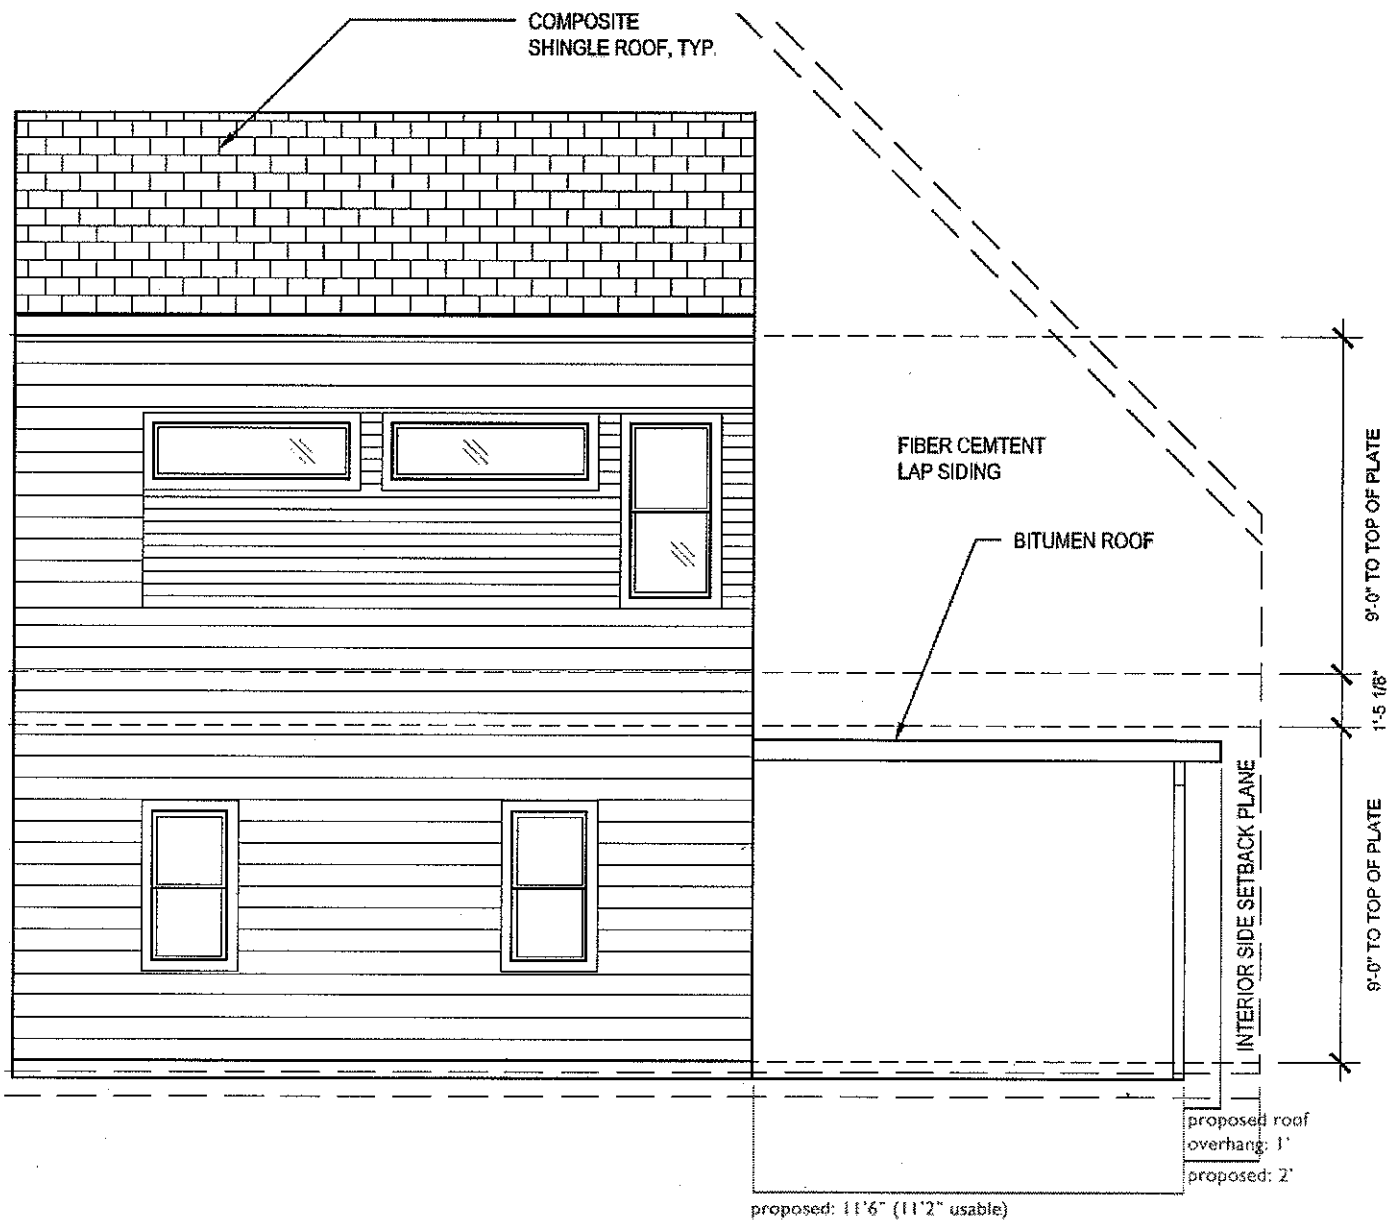 COMPOSITE
SHINGLE ROOF, TYP.
FIBER CEMTENT
LAP SIDING
BITUMEN ROOF
9'-0" TO TOP OF PLATE
1'-5 1/8"
9'-0" TO TOP OF PLATE
INTERIOR SIDE SETBACK PLANE
proposed roof
overhang: 1'
proposed: 2'
proposed: 11'6" (11'2" usable)